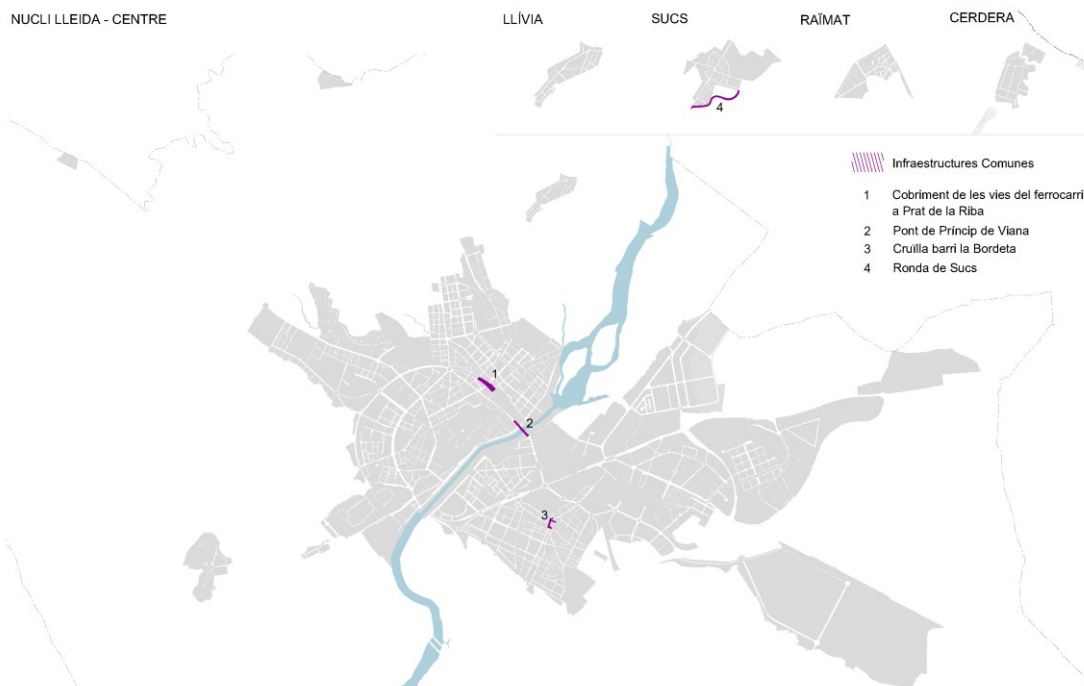 NUCLI LLEIDA - CENTRE
LLÍVIA
SUCS
RAÏMAT
CERDERA
4
Infraestructures Comunes
1 Cobriment de les vies del ferrocarri
a Prat de la Riba
2 Pont de Príncip de Viana
3 Cruïlla barri la Bordeta
4 Ronda de Sucs
1
2
3